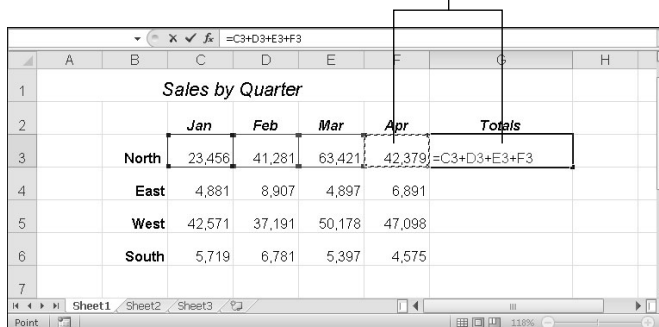 fx =C3+D3+E3+F3
A B C D E F G H
1 Sales by Quarter
2 Jan Feb Mar Apr Totals
3 North 23,456 41,281 63,421 42,379 =C3+D3+E3+F3
4 East 4,881 8,907 4,897 6,891
5 West 42,571 37,191 50,178 47,098
6 South 5,719 6,781 5,397 4,575
7
Sheet1 Sheet2 Sheet3
Point 118%